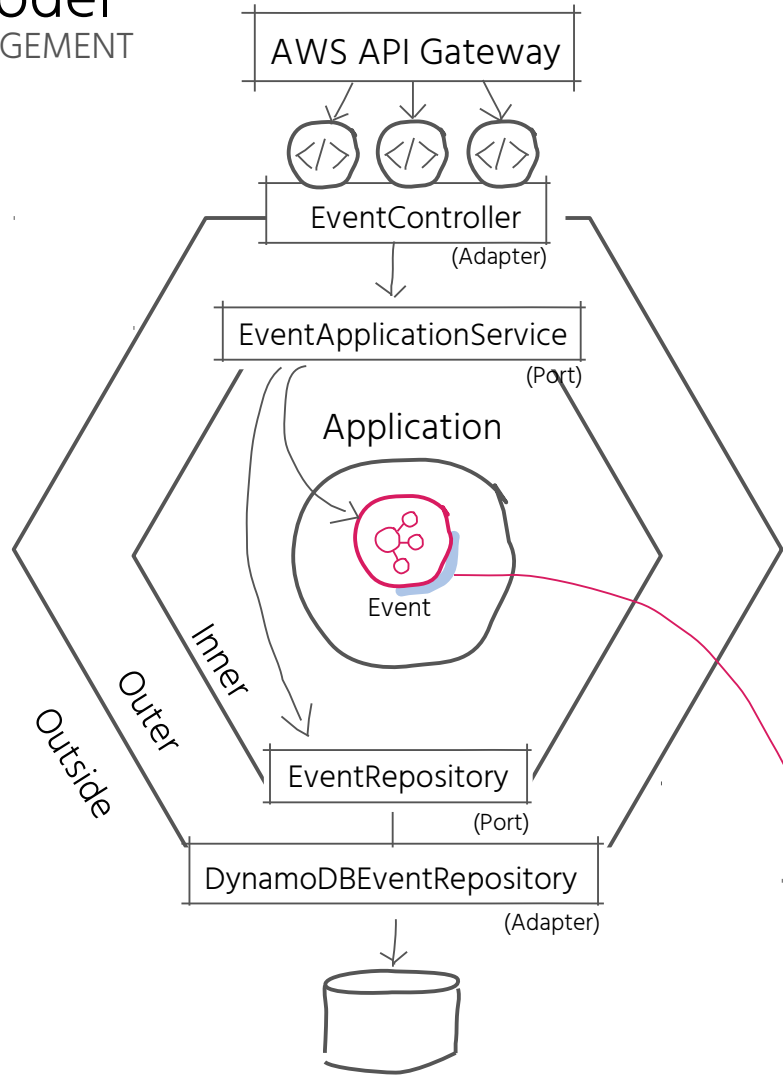 GEMENT
AWS API Gateway
</>
</>
</>
EventController
(Adapter)
EventApplicationService
(Port)
Application
Event
Inner
Outer
Outside
EventRepository
(Port)
DynamoDBEventRepository
(Adapter)